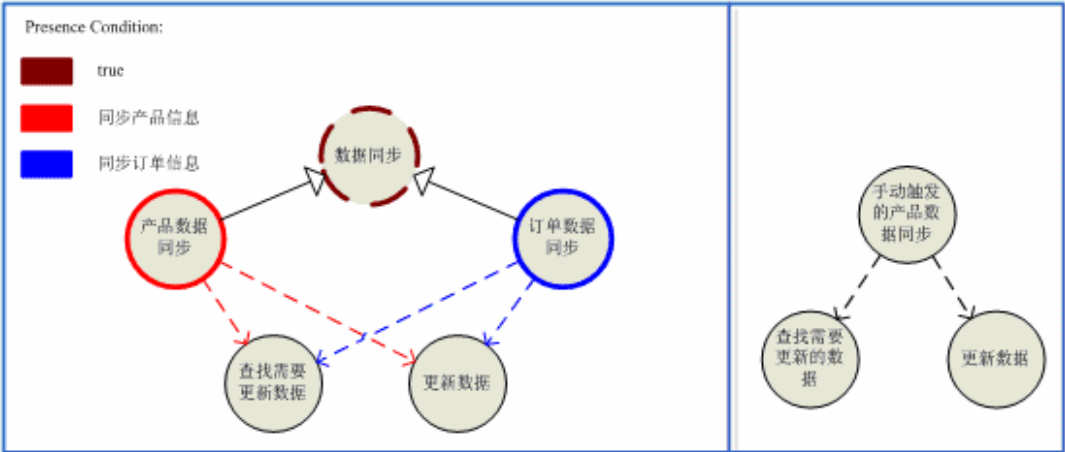 Presence Condition:
true
同步产品信息
同步订单信息
数据同步
产品数据
同步
订单数据
同步
查找需要
更新数据
更新数据
手动触发
的产品数
据同步
查找需要
更新的数
据
更新数据